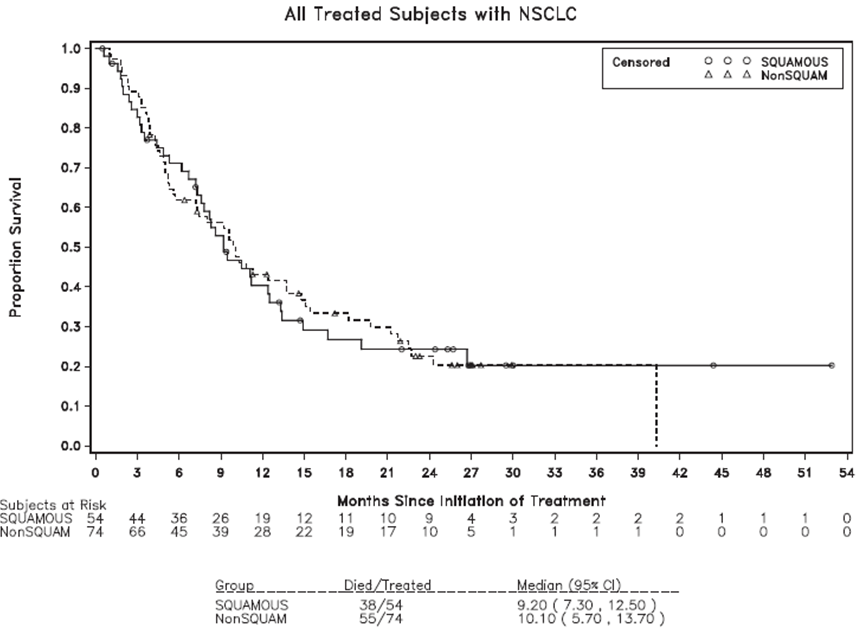 All Treated Subjects with NSCLC
Censored ○ ○ ○ SQUAMOUS
△ △ △ NonSQUAM
Proportion Survival
1.0
0.9
0.8
0.7
0.6
0.5
0.4
0.3
0.2
0.1
0.0
0 3 6 9 12 15 18 21 24 27 30 33 36 39 42 45 48 51 54
Months Since Initiation of Treatment
Subjects at Risk
SQUAMOUS 54 44 36 26 19 12 11 10 9 4 3 2 2 2 2 1 1 1 0
NonSQUAM 74 66 45 39 28 22 19 17 10 5 1 1 1 1 0 0 0 0 0
Group Died/Treated Median (95% CI)
SQUAMOUS 38/54 9.20 ( 7.30 , 12.50 )
NonSQUAM 55/74 10.10 ( 5.70 , 13.70 )